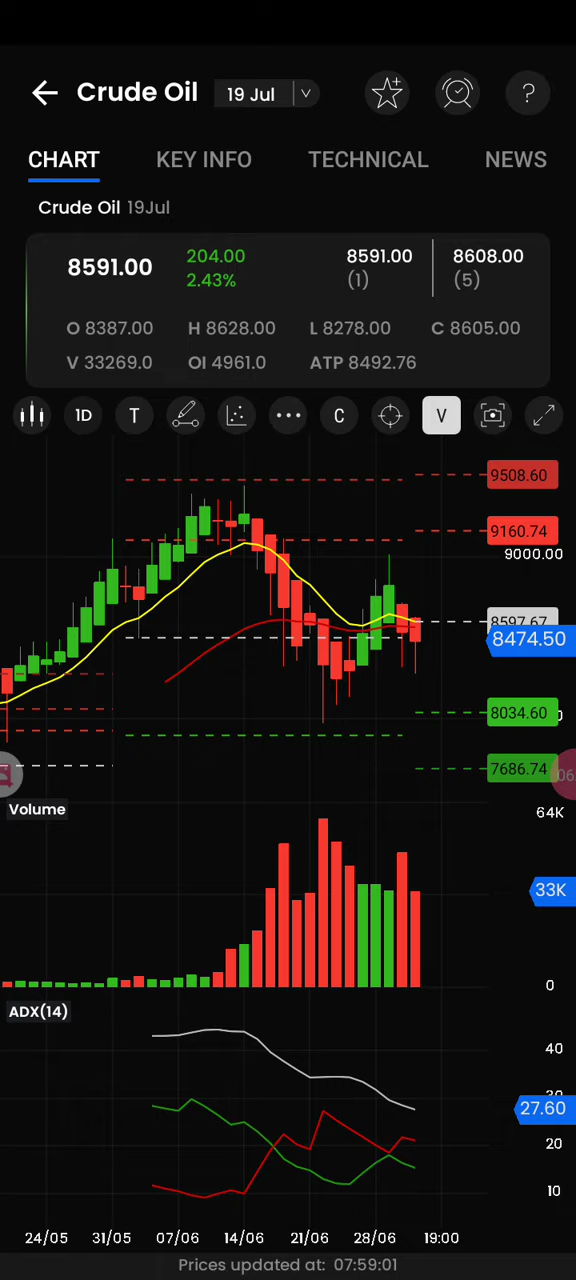 Crude Oil 19 Jul
CHART KEY INFO TECHNICAL NEWS
Crude Oil 19Jul
8591.00 204.00 2.43% 8591.00 (1) 8608.00 (5)
O 8387.00 H 8628.00 L 8278.00 C 8605.00
V 33269.0 OI 4961.0 ATP 8492.76
1D T C V
9508.60
9160.74
9000.00
8597.67
8474.50
8034.60
7686.74
Volume
64K
33K
0
ADX(14)
40
27.60
20
10
24/05 31/05 07/06 14/06 21/06 28/06 19:00
Prices updated at: 07:59:01